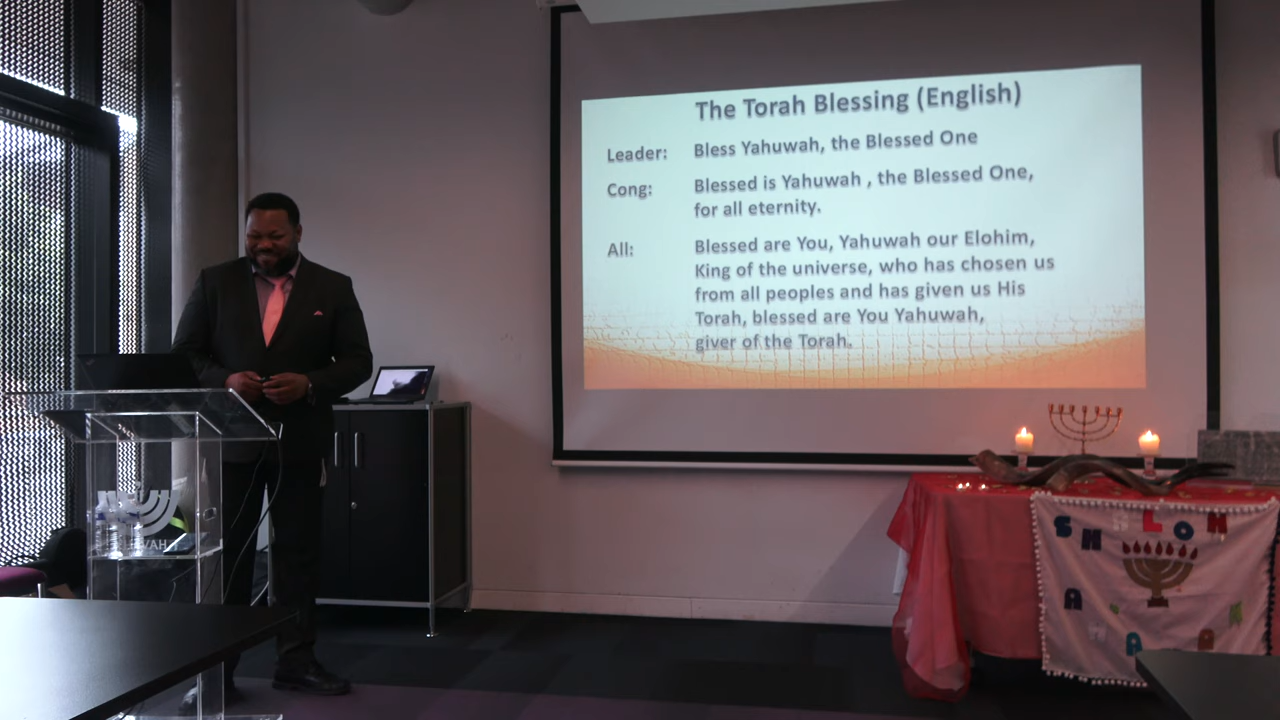 The Torah Blessing (English)
Leader: Bless Yahuwah, the Blessed One
Cong: Blessed is Yahuwah , the Blessed One,
for all eternity.
All: Blessed are You, Yahuwah our Elohim,
King of the universe, who has chosen us
from all peoples and has given us His
Torah, blessed are You Yahuwah,
giver of the Torah.